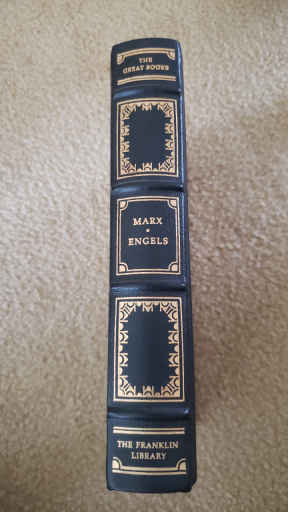 THE
GREAT BOOKS
MARX
•
ENGELS
THE FRANKLIN
LIBRARY